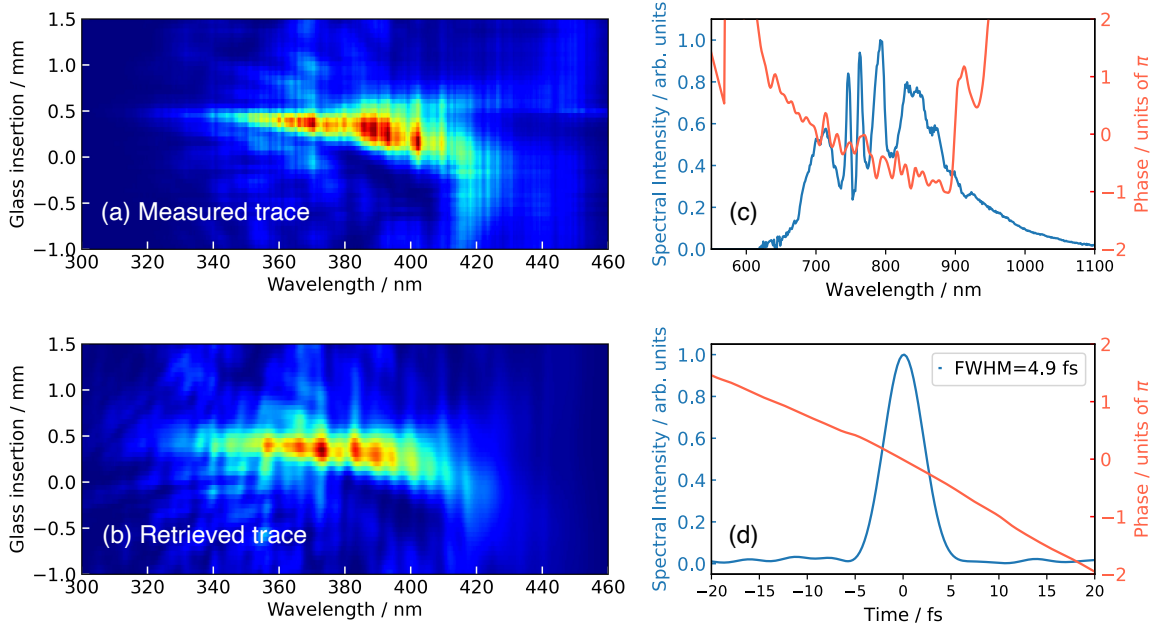 1.5
1.0
0.5
0.0
−0.5
−1.0
Glass insertion / mm
(a) Measured trace
300 320 340 360 380 400 420 440 460
Wavelength / nm
1.0
0.8
0.6
0.4
0.2
0.0
Spectral Intensity / arb. units
(c)
2
1
0
−1
−2
Phase / units of π
600 700 800 900 1000 1100
Wavelength / nm
1.5
1.0
0.5
0.0
−0.5
−1.0
Glass insertion / mm
(b) Retrieved trace
300 320 340 360 380 400 420 440 460
Wavelength / nm
1.0
0.8
0.6
0.4
0.2
0.0
Spectral Intensity / arb. units
FWHM=4.9 fs
(d)
2
1
0
−1
−2
Phase / units of π
−20 −15 −10 −5 0 5 10 15 20
Time / fs